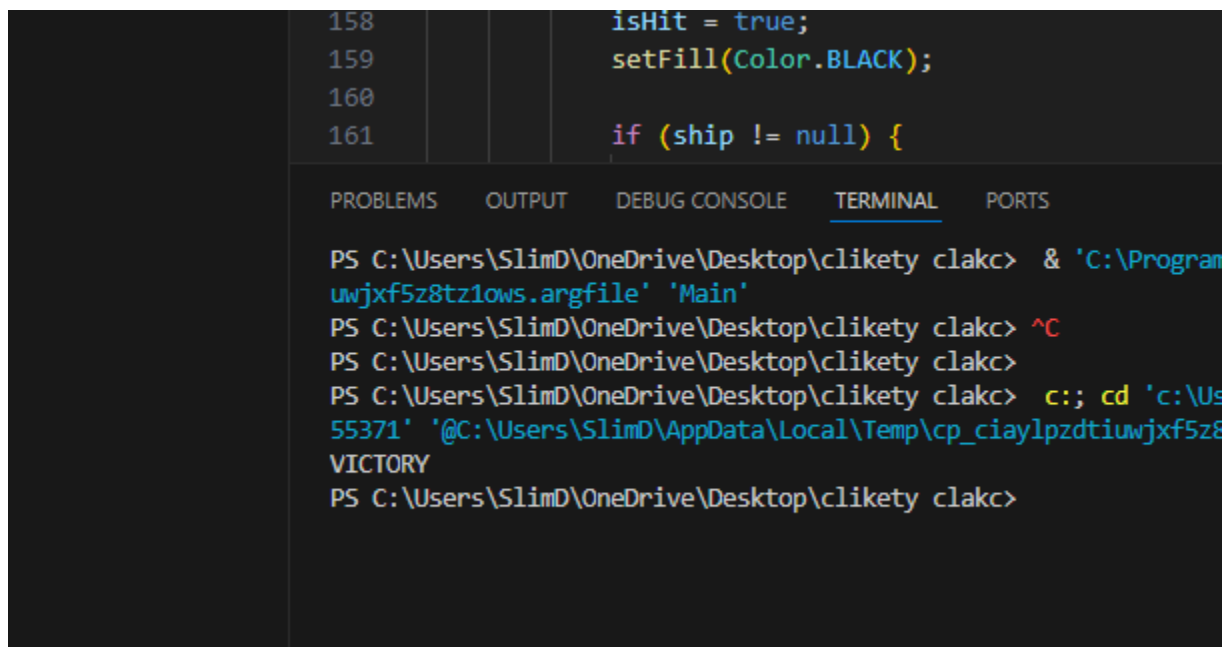 158 isHit = true;
159 setFill(Color.BLACK);
160
161 if (ship != null) {
PROBLEMS OUTPUT DEBUG CONSOLE TERMINAL PORTS
PS C:\Users\SlimD\OneDrive\Desktop\clikety clakc> & 'C:\Program
uwjxf5z8tz1ows.argfile' 'Main'
PS C:\Users\SlimD\OneDrive\Desktop\clikety clakc> ^C
PS C:\Users\SlimD\OneDrive\Desktop\clikety clakc>
PS C:\Users\SlimD\OneDrive\Desktop\clikety clakc> c:; cd 'c:\Us
55371' '@C:\Users\SlimD\AppData\Local\Temp\cp_ciaylpzdtiuwjxf5z8
VICTORY
PS C:\Users\SlimD\OneDrive\Desktop\clikety clakc>